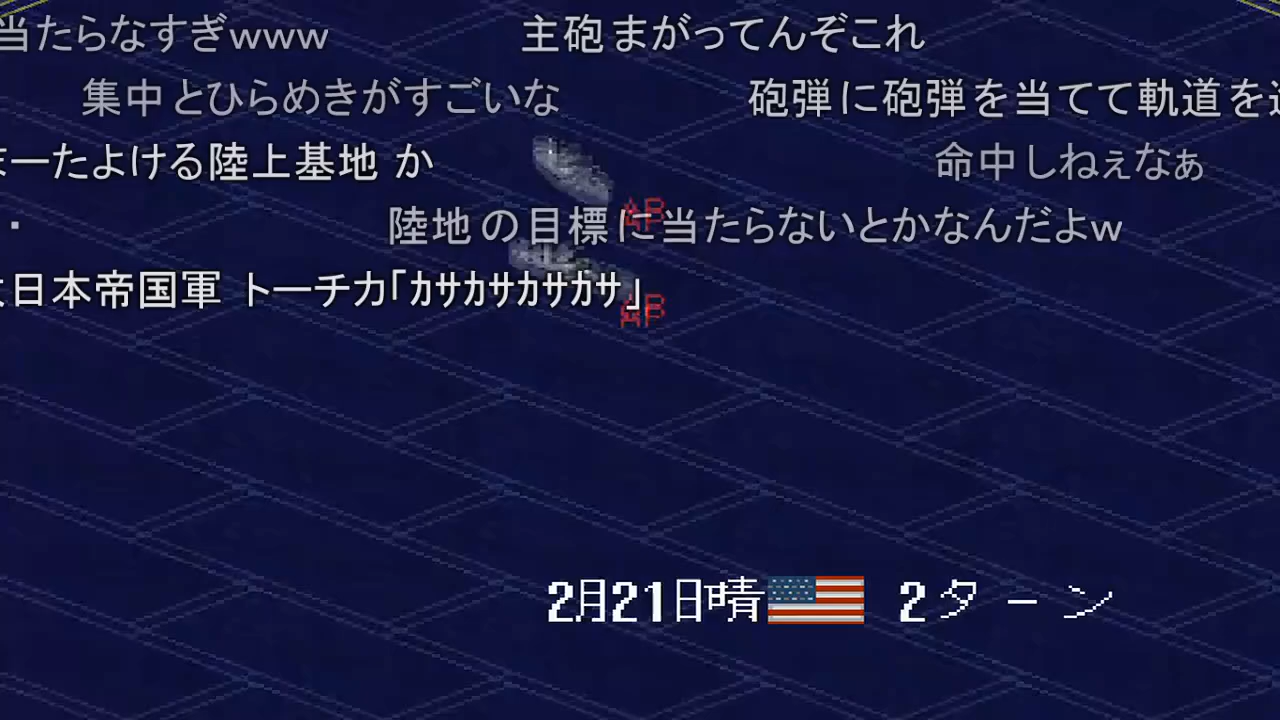 当たらなすぎwww
主砲まがってんぞこれ
集中とひらめきがすごいな
砲弾に砲弾を当てて軌道を
ーたよける陸上基地 か
命中しねぇなぁ
・
陸地の目標に当たらないとかなんだよw
日本帝国軍 トーチカ「ｶｻｶｻｶｻｶｻ」
2月21日晴 2ターン